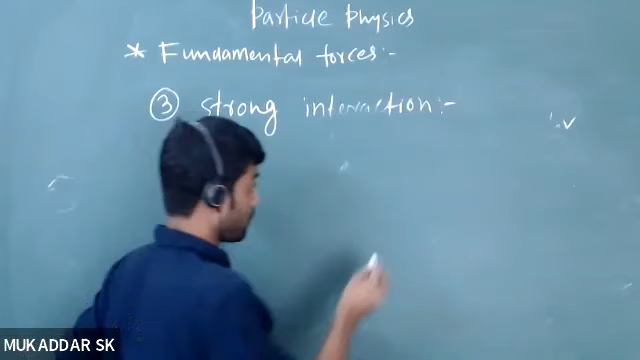 Particle Physics
* Fundamental forces:-
③ strong interaction:-
MUKADDAR SK